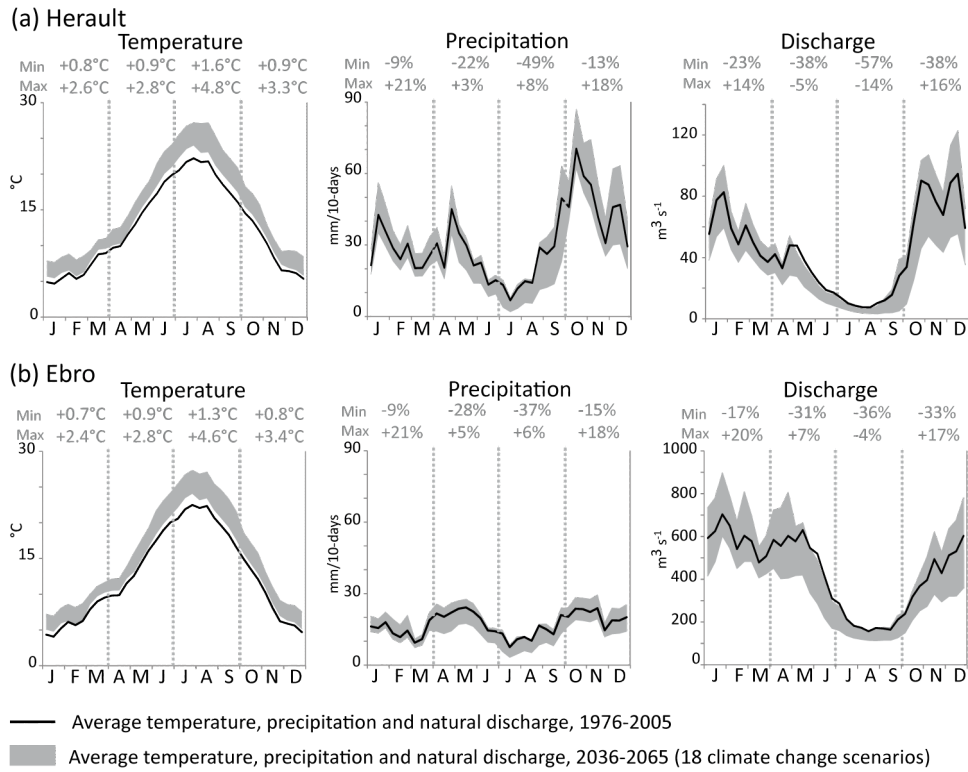 (a) Herault
Temperature Precipitation Discharge
Min +0.8°C +0.9°C +1.6°C +0.9°C Min -9% -22% -49% -13% Min -23% -38% -57% -38%
Max +2.6°C +2.8°C +4.8°C +3.3°C Max +21% +3% +8% +18% Max +14% -5% -14% +16%
30 90
120
60
80
°C 15 mm/10-days 30 m³ s⁻¹ 40
0 0 0
J F M A M J J A S O N D J F M A M J J A S O N D J F M A M J J A S O N D
(b) Ebro
Temperature Precipitation Discharge
Min +0.7°C +0.9°C +1.3°C +0.8°C Min -9% -28% -37% -15% Min -17% -31% -36% -33%
Max +2.4°C +2.8°C +4.6°C +3.4°C Max +21% +5% +6% +18% Max +20% +7% -4% +17%
30 90 1000
800
60
600
°C 15 mm/10-days m³ s⁻¹ 400
30
200
0 0 0
J F M A M J J A S O N D J F M A M J J A S O N D J F M A M J J A S O N D
Average temperature, precipitation and natural discharge, 1976-2005
Average temperature, precipitation and natural discharge, 2036-2065 (18 climate change scenarios)